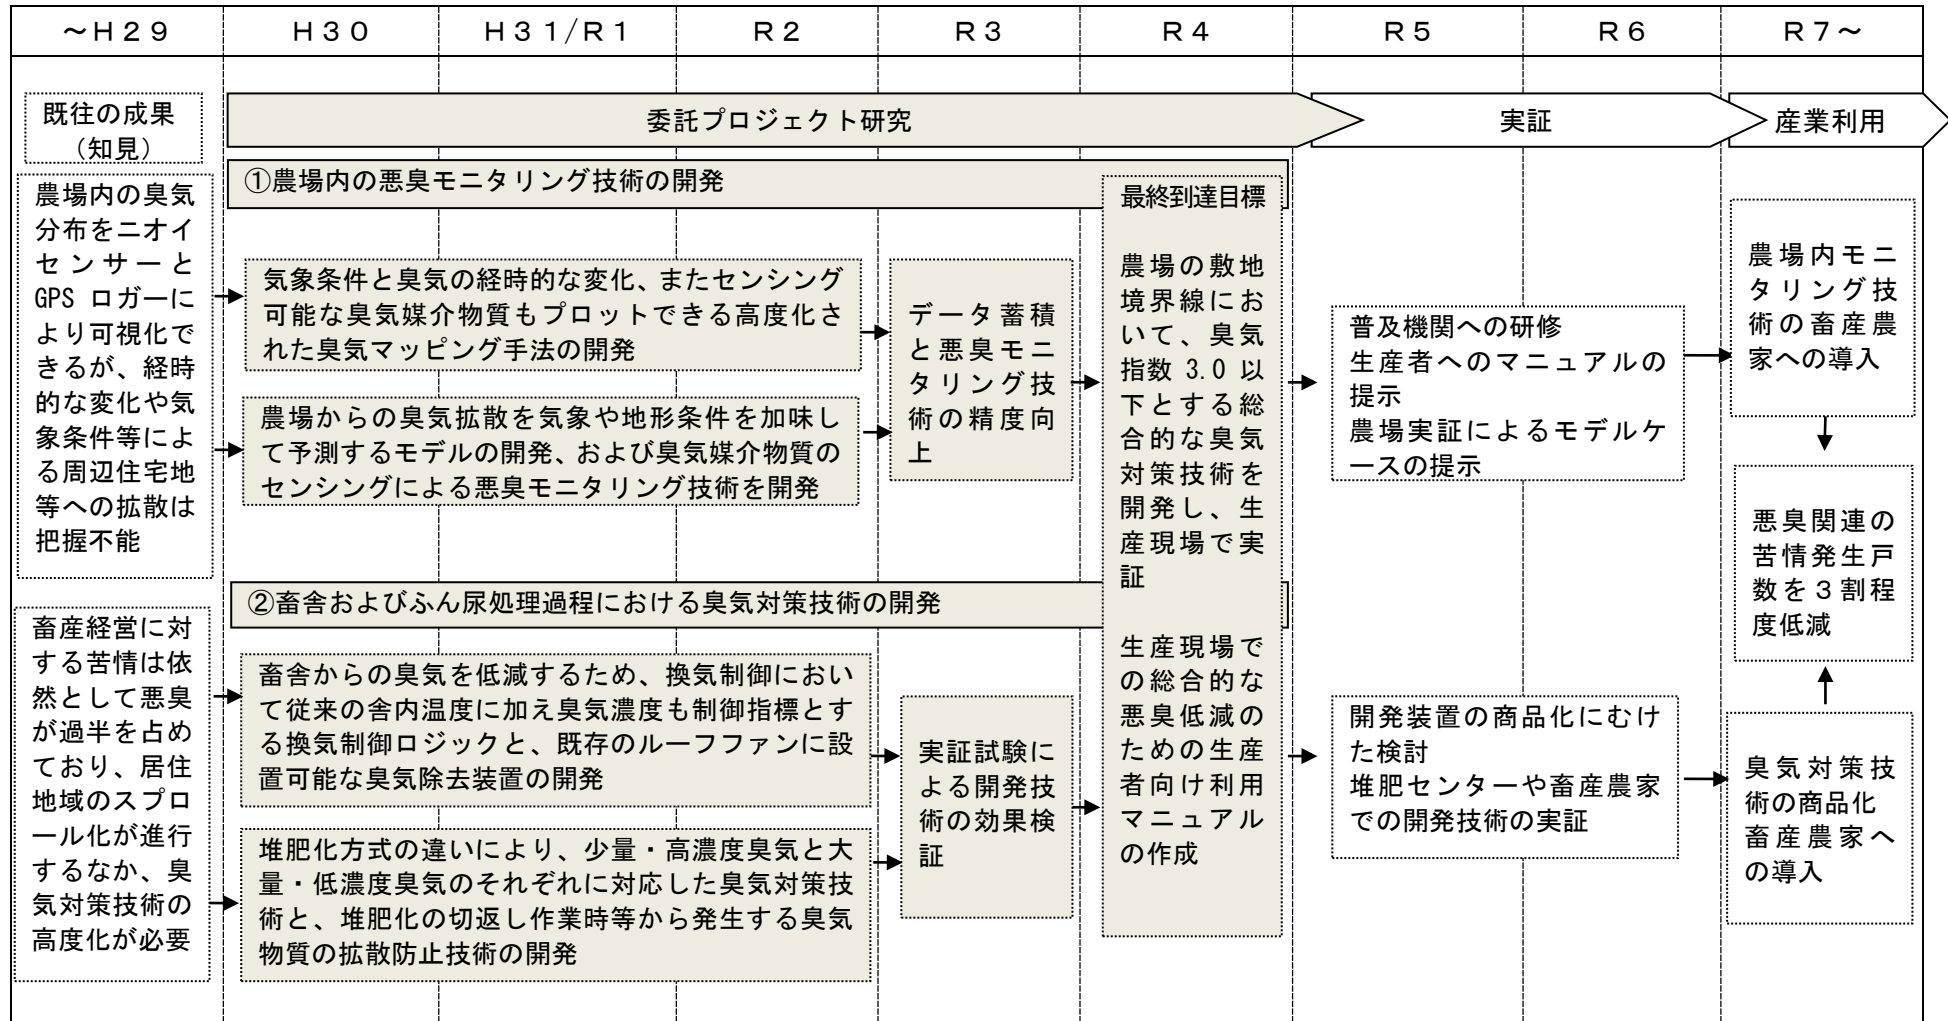 ～Ｈ２９
Ｈ３０
Ｈ３１/Ｒ１
Ｒ２
Ｒ３
Ｒ４
Ｒ５
Ｒ６
Ｒ７～
既往の成果
（知見）
委託プロジェクト研究
実証
産業利用
①農場内の悪臭モニタリング技術の開発
農場内の臭気
分布をニオイ
センサーと
GPS ロガーに
より可視化で
きるが、経時
的な変化や気
象条件等によ
る周辺住宅地
等への拡散は
把握不能
気象条件と臭気の経時的な変化、またセンシング
可能な臭気媒介物質もプロットできる高度化さ
れた臭気マッピング手法の開発
農場からの臭気拡散を気象や地形条件を加味し
て予測するモデルの開発、および臭気媒介物質の
センシングによる悪臭モニタリング技術を開発
データ蓄積
と悪臭モニ
タリング技
術の精度向
上
最終到達目標
農場の敷地
境界線にお
いて、臭気
指数 3.0 以
下とする総
合的な臭気
対策技術を
開発し、生
産現場で実
証
生産現場で
の総合的な
悪臭低減の
ための生産
者向け利用
マニュアル
の作成
普及機関への研修
生産者へのマニュアルの
提示
農場実証によるモデルケ
ースの提示
農場内モニ
タリング技
術の畜産農
家への導入
悪臭関連の
苦情発生戸
数を３割程
度低減
②畜舎およびふん尿処理過程における臭気対策技術の開発
畜産経営に対
する苦情は依
然として悪臭
が過半を占め
ており、居住
地域のスプロ
ール化が進行
するなか、臭
気対策技術の
高度化が必要
畜舎からの臭気を低減するため、換気制御におい
て従来の舎内温度に加え臭気濃度も制御指標とす
る換気制御ロジックと、既存のルーフファンに設
置可能な臭気除去装置の開発
堆肥化方式の違いにより、少量・高濃度臭気と大
量・低濃度臭気のそれぞれに対応した臭気対策技
術と、堆肥化の切返し作業時等から発生する臭気
物質の拡散防止技術の開発
実証試験に
よる開発技
術の効果検
証
開発装置の商品化にむけ
た検討
堆肥センターや畜産農家
での開発技術の実証
臭気対策技
術の商品化
畜産農家へ
の導入